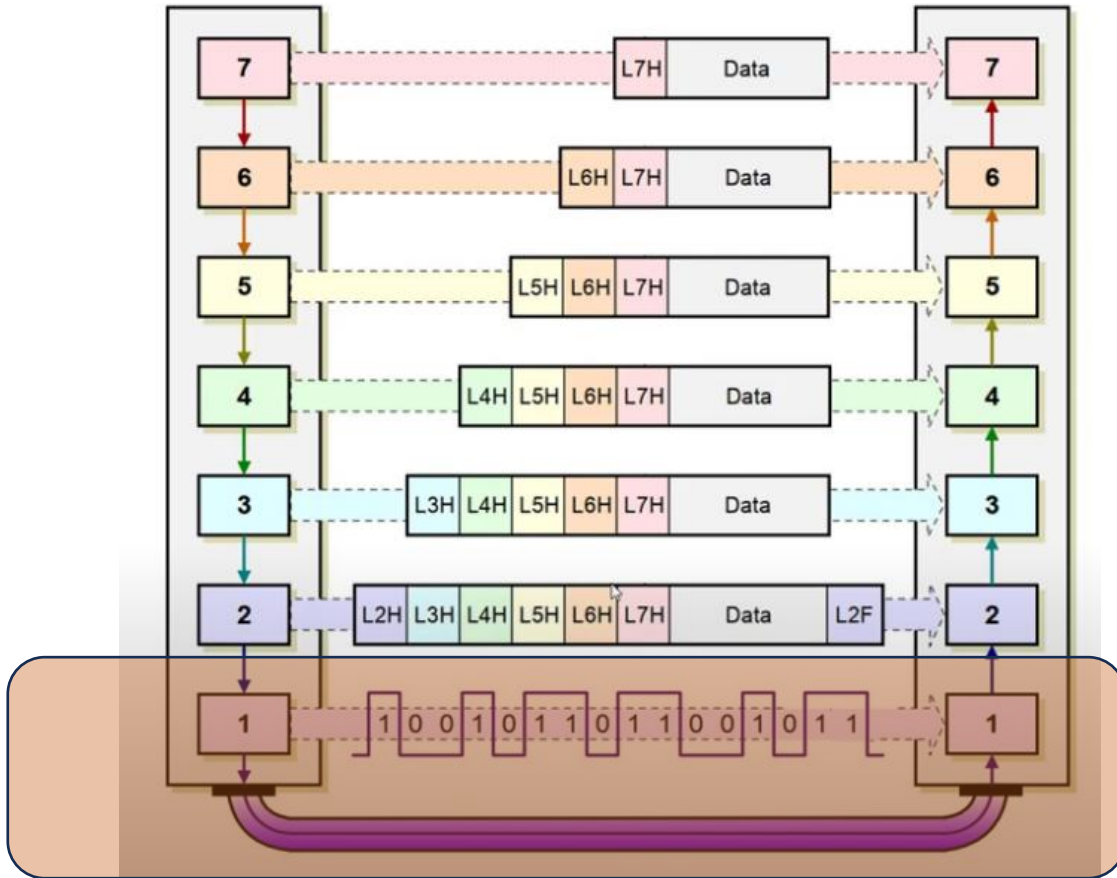 7 L7H Data 7
6 L6H L7H Data 6
5 L5H L6H L7H Data 5
4 L4H L5H L6H L7H Data 4
3 L3H L4H L5H L6H L7H Data 3
2 L2H L3H L4H L5H L6H L7H Data L2F 2
1 1 0 0 1 0 1 1 0 1 1 0 0 1 0 1 1 1